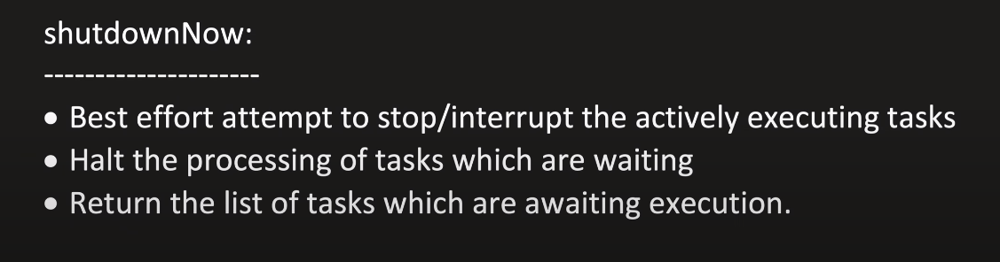 shutdownNow:
---------------------
• Best effort attempt to stop/interrupt the actively executing tasks
• Halt the processing of tasks which are waiting
• Return the list of tasks which are awaiting execution.